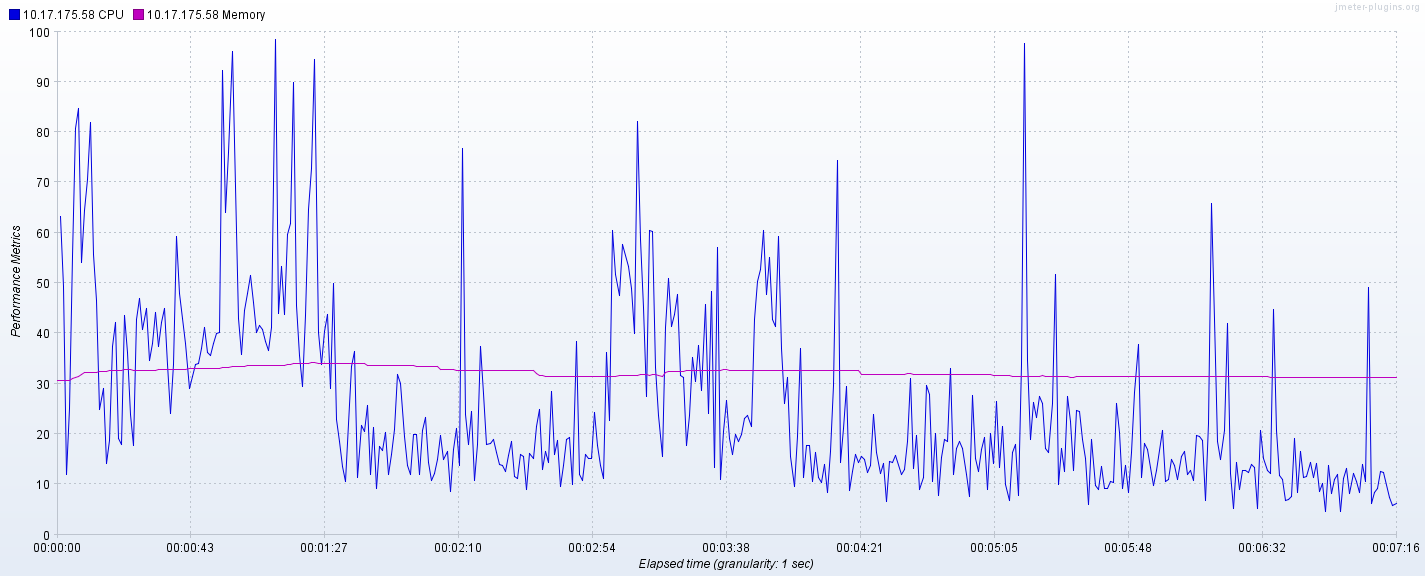 10.17.175.58 CPU 10.17.175.58 Memory
jmeter-plugins.org
100
90
80
70
60
50
40
30
20
10
0
Performance Metrics
00:00:00 00:00:43 00:01:27 00:02:10 00:02:54 00:03:38 00:04:21 00:05:05 00:05:48 00:06:32 00:07:16
Elapsed time (granularity: 1 sec)